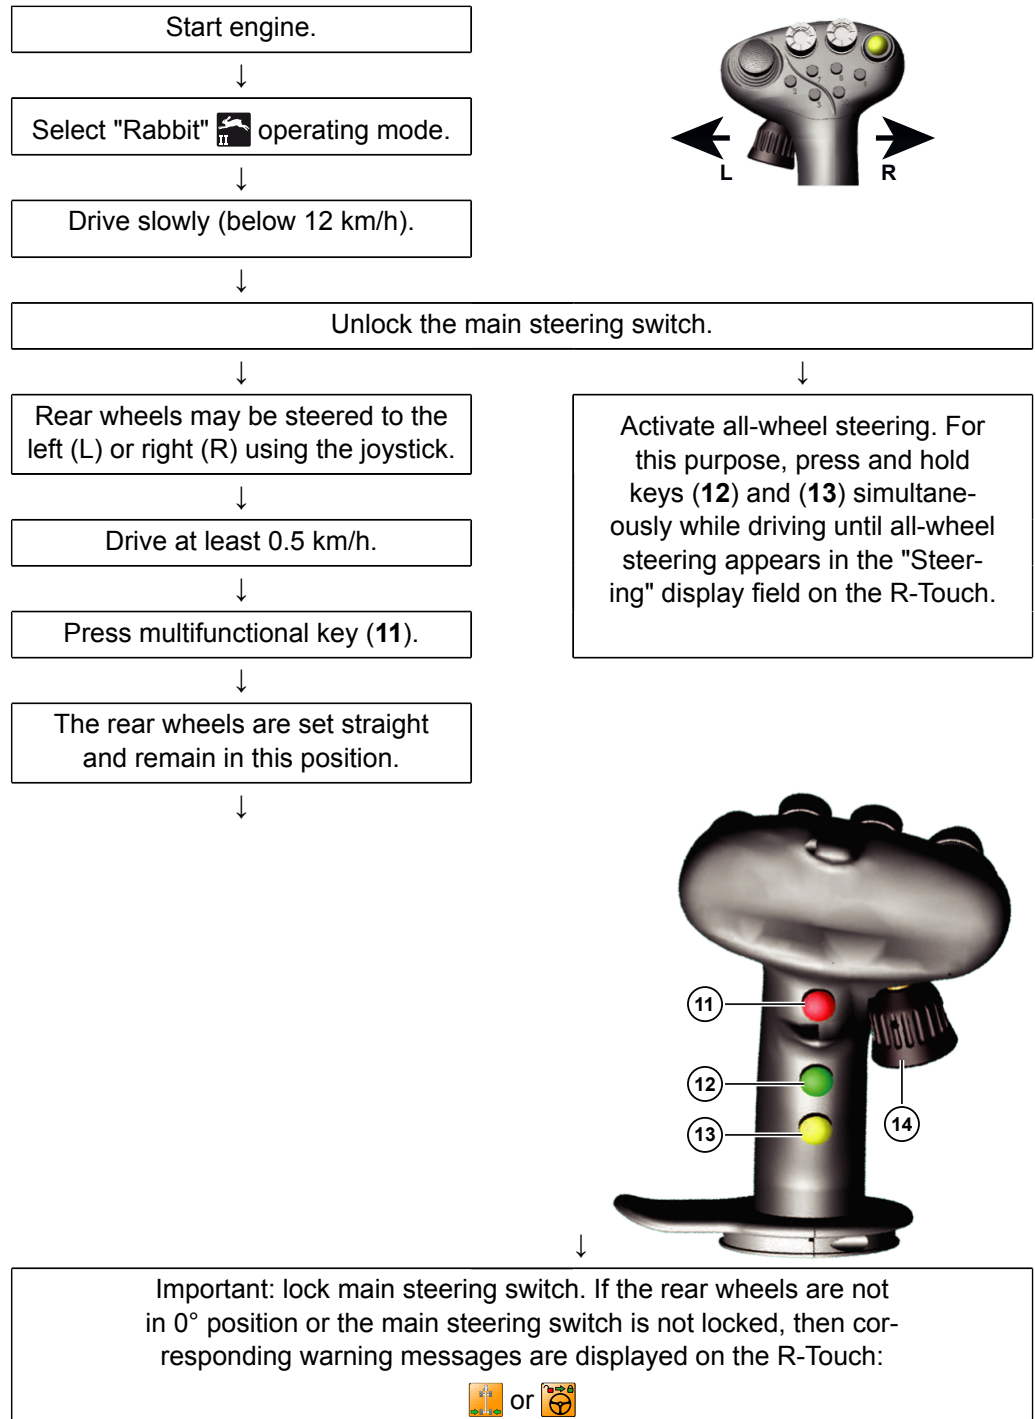 Start engine.
↓
Select "Rabbit" II operating mode.
↓
Drive slowly (below 12 km/h).
↓
L
R
Unlock the main steering switch.
↓
Rear wheels may be steered to the
left (L) or right (R) using the joystick.
↓
Drive at least 0.5 km/h.
↓
Press multifunctional key (11).
↓
The rear wheels are set straight
and remain in this position.
↓
↓
Activate all-wheel steering. For
this purpose, press and hold
keys (12) and (13) simultane-
ously while driving until all-wheel
steering appears in the "Steer-
ing" display field on the R-Touch.
11
12
13
14
↓
Important: lock main steering switch. If the rear wheels are not
in 0° position or the main steering switch is not locked, then cor-
responding warning messages are displayed on the R-Touch:
or